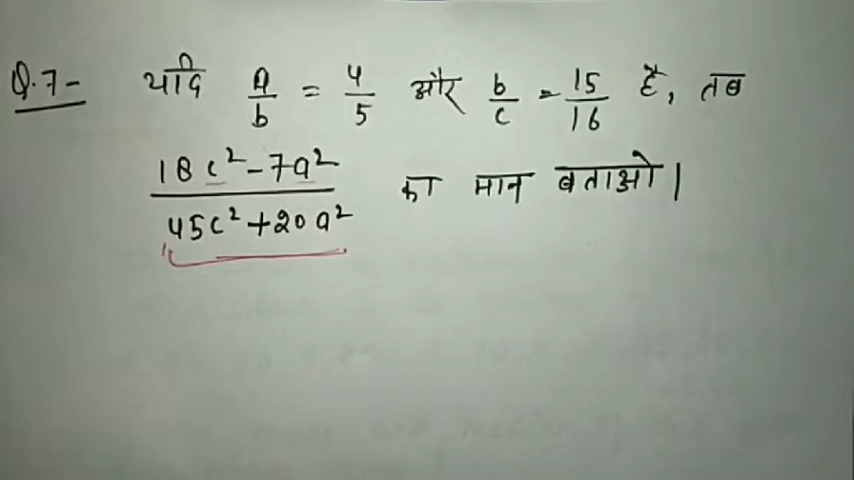 Q.7- यदि a/b = 4/5 और b/c = 15/16 है, तब
18c²-7a²/45c²+20a² का मान बताओ।